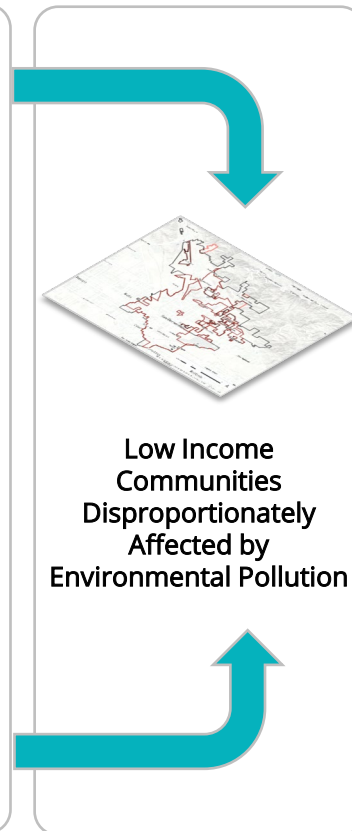 Low Income
Communities
Disproportionately
Affected by
Environmental Pollution